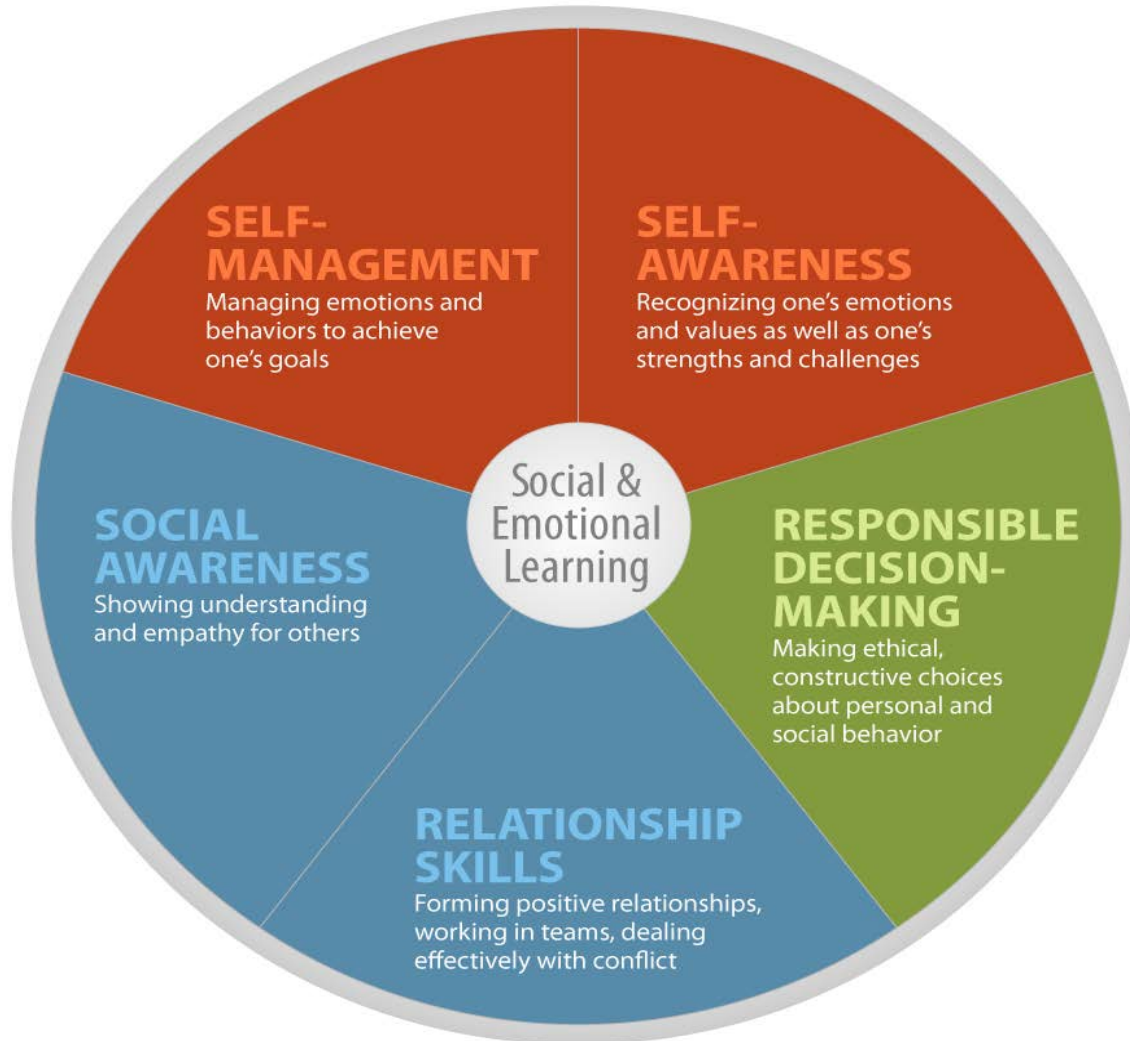 SELF-
MANAGEMENT
Managing emotions and
behaviors to achieve
one’s goals
SELF-
AWARENESS
Recognizing one’s emotions
and values as well as one’s
strengths and challenges
SOCIAL
AWARENESS
Showing understanding
and empathy for others
Social &
Emotional
Learning
RESPONSIBLE
DECISION-
MAKING
Making ethical,
constructive choices
about personal and
social behavior
RELATIONSHIP
SKILLS
Forming positive relationships,
working in teams, dealing
effectively with conflict